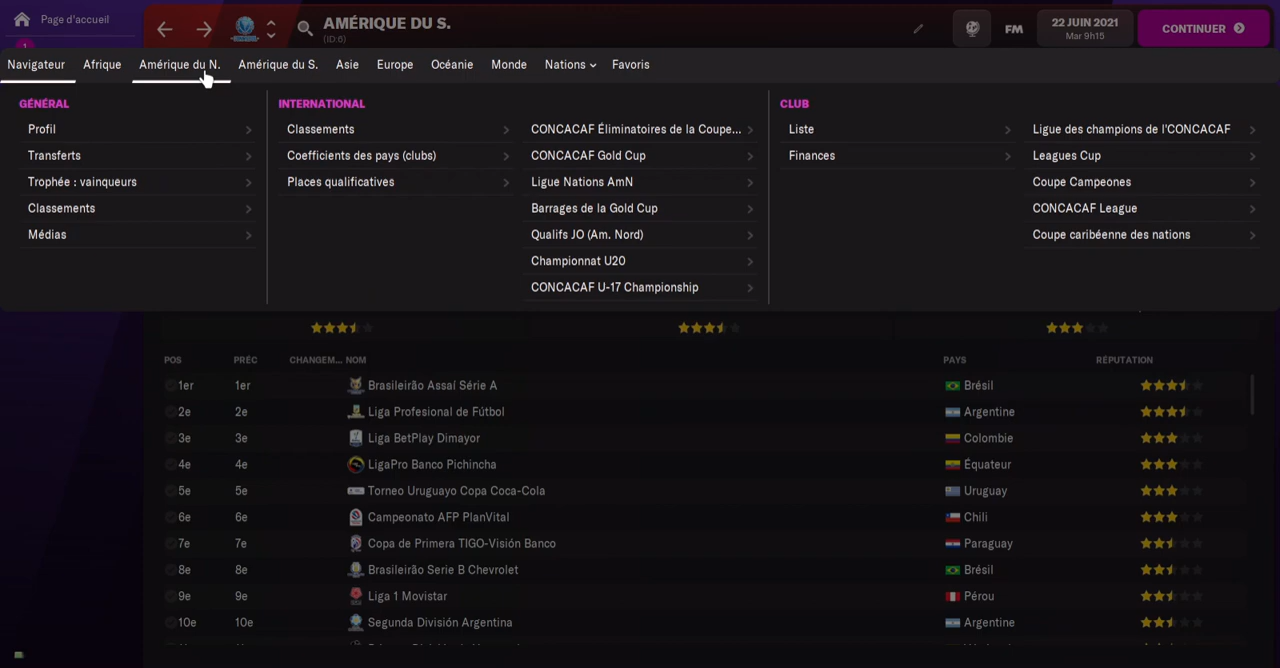 Page d'accueil
AMÉRIQUE DU S.
(ID:6)
FM
22 JUIN 2021
Mar 9h15
CONTINUER
1
Navigateur Afrique Amérique du N. Amérique du S. Asie Europe Océanie Monde Nations Favoris
GÉNÉRAL
Profil
Transferts
Trophée : vainqueurs
Classements
Médias
INTERNATIONAL
Classements
Coefficients des pays (clubs)
Places qualificatives
CONCACAF Éliminatoires de la Coupe...
CONCACAF Gold Cup
Ligue Nations AmN
Barrages de la Gold Cup
Qualifs JO (Am. Nord)
Championnat U20
CONCACAF U-17 Championship
CLUB
Liste
Finances
Ligue des champions de l'CONCACAF
Leagues Cup
Coupe Campeones
CONCACAF League
Coupe caribéenne des nations
POS PRÉC CHANGEM... NOM PAYS RÉPUTATION
1er 1er Brasileirão Assaí Série A Brésil
2e 2e Liga Profesional de Fútbol Argentine
3e 3e Liga BetPlay Dimayor Colombie
4e 4e LigaPro Banco Pichincha Équateur
5e 5e Torneo Uruguayo Copa Coca-Cola Uruguay
6e 6e Campeonato AFP PlanVital Chili
7e 7e Copa de Primera TIGO-Visión Banco Paraguay
8e 8e Brasileirão Serie B Chevrolet Brésil
9e 9e Liga 1 Movistar Pérou
10e 10e Segunda División Argentina Argentine